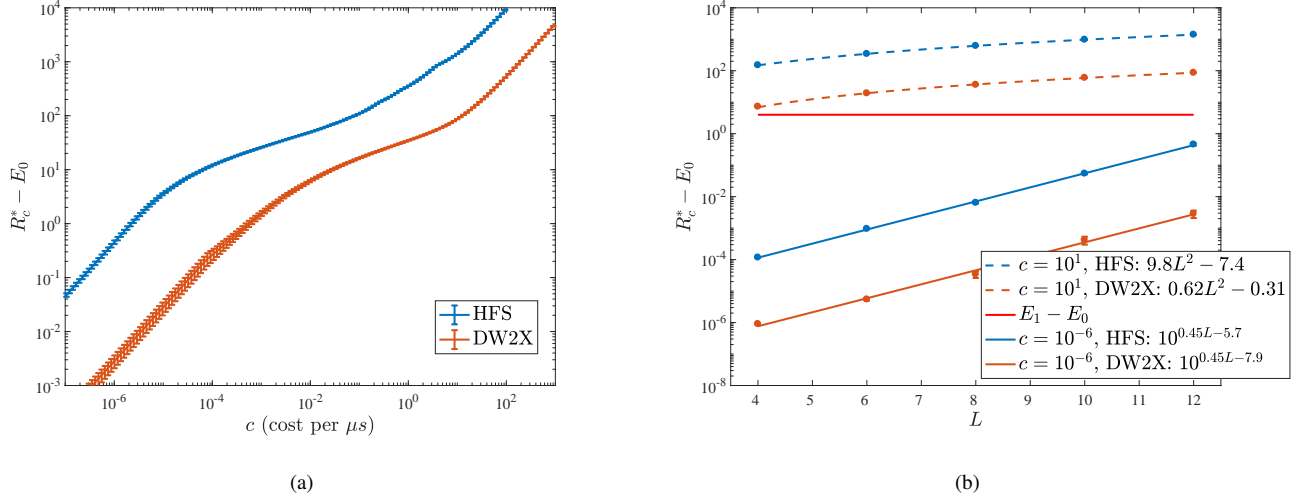 10^4
10^3
10^2
10^1
10^0
10^-1
10^-2
10^-3
R_c^* − E_0
10^-6
10^-4
10^-2
10^0
10^2
c (cost per μs)
HFS
DW2X
(a)
10^4
10^2
10^0
10^-2
10^-4
10^-6
10^-8
R_c^* − E_0
4 5 6 7 8 9 10 11 12
L
c = 10^1, HFS: 9.8L^2 − 7.4
c = 10^1, DW2X: 0.62L^2 − 0.31
E_1 − E_0
c = 10^-6, HFS: 10^{0.45L−5.7}
c = 10^-6, DW2X: 10^{0.45L−7.9}
(b)